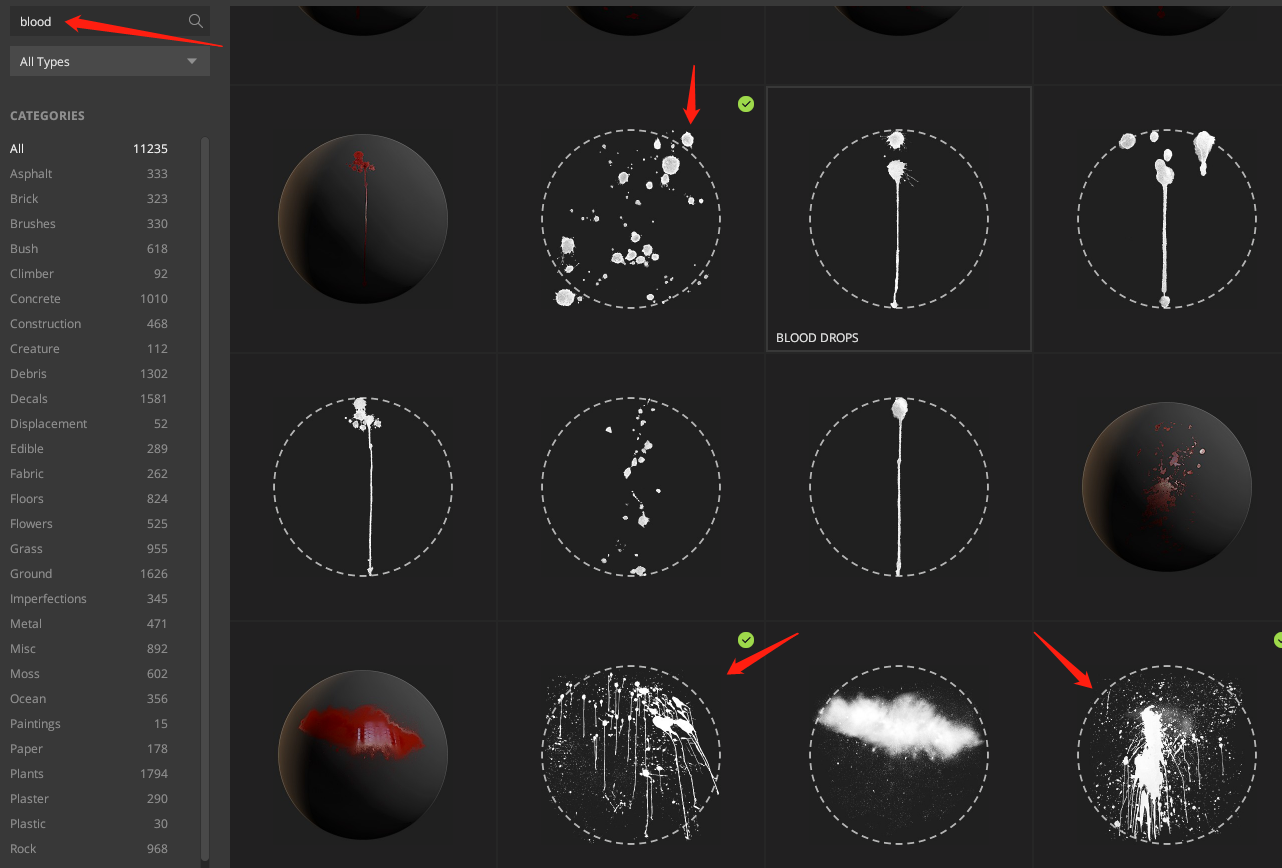 blood
All Types
CATEGORIES
All 11235
Asphalt 333
Brick 323
Brushes 330
Bush 618
Climber 92
Concrete 1010
Construction 468
Creature 112
Debris 1302
Decals 1581
Displacement 52
Edible 289
Fabric 262
Floors 824
Flowers 525
Grass 955
Ground 1626
Imperfections 345
Metal 471
Misc 892
Moss 602
Ocean 356
Paintings 15
Paper 178
Plants 1794
Plaster 290
Plastic 30
Rock 968
BLOOD DROPS